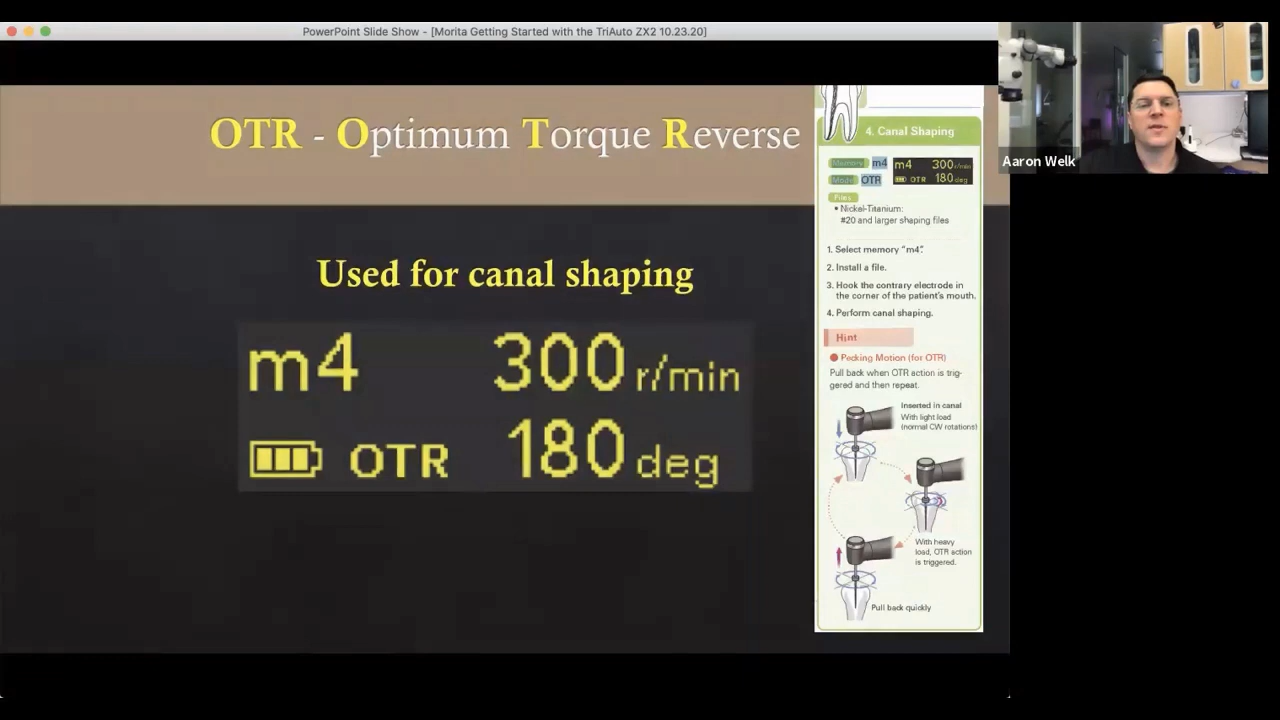 PowerPoint Slide Show - [Morita Getting Started with the TriAuto ZX2 10.23.20]
OTR - Optimum Torque Reverse
Used for canal shaping
m4 300 r/min
OTR 180 deg
4. Canal Shaping
Memory m4
Mode OTR
m4 300 r/min
OTR 180 deg
Files
• Nickel-Titanium:
#20 and larger shaping files
1. Select memory "m4".
2. Install a file.
3. Hook the contrary electrode in
the corner of the patient's mouth.
4. Perform canal shaping.
Hint
Pecking Motion (for OTR)
Pull back when OTR action is trig-
gered and then repeat.
Inserted in canal
With light load
(normal CW rotations)
With heavy
load, OTR action
is triggered.
Pull back quickly
Aaron Welk